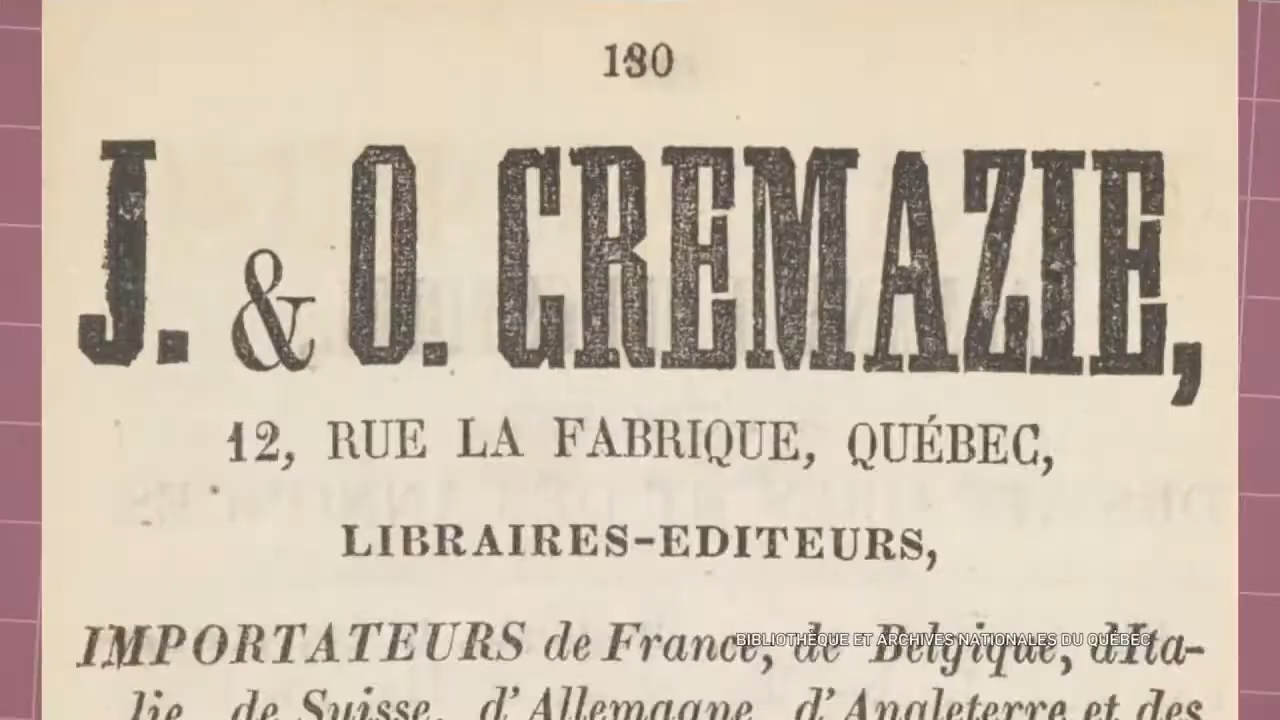 180
J. & O. CREMAZIE,
12, RUE LA FABRIQUE, QUÉBEC,
LIBRAIRES-EDITEURS,
IMPORTATEURS de France, de Belgique, d'Ita-
BIBLIOTHÈQUE ET ARCHIVES NATIONALES DU QUÉBEC
lie, de Suisse, d'Allemagne, d'Angleterre et des